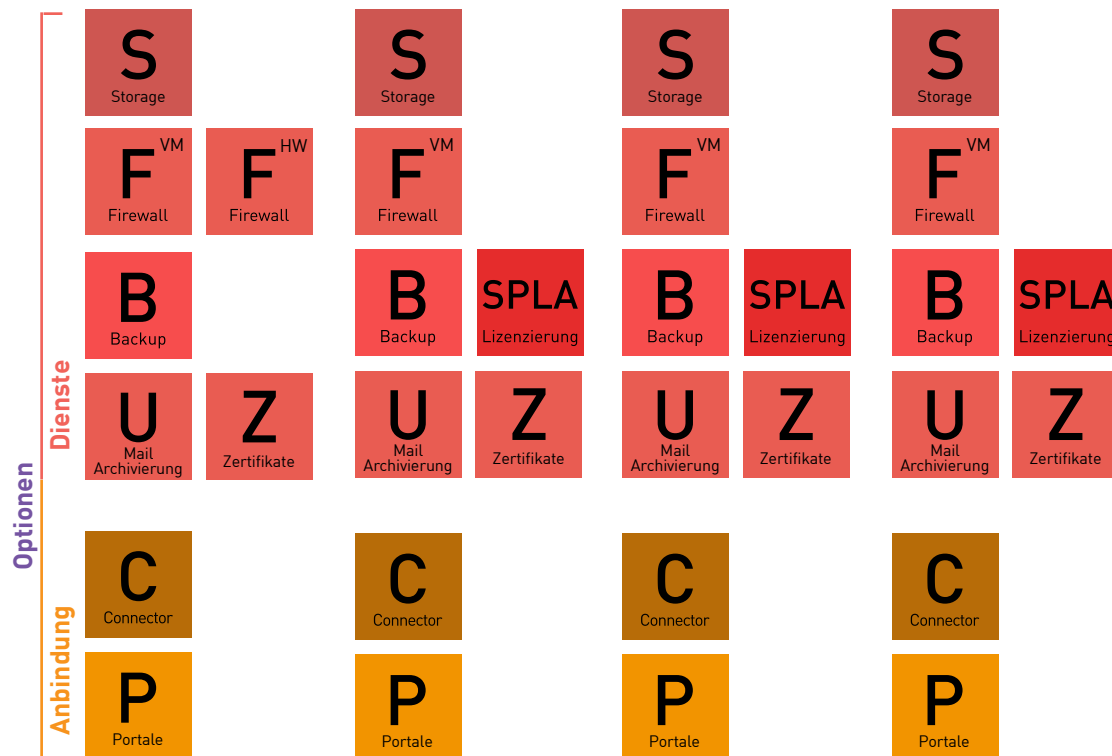 S
Storage
S
Storage
S
Storage
S
Storage
F VM
Firewall
F HW
Firewall
F VM
Firewall
F VM
Firewall
F VM
Firewall
B
Backup
B
Backup
SPLA
Lizenzierung
B
Backup
SPLA
Lizenzierung
B
Backup
SPLA
Lizenzierung
U
Mail
Archivierung
Z
Zertifikate
U
Mail
Archivierung
Z
Zertifikate
U
Mail
Archivierung
Z
Zertifikate
U
Mail
Archivierung
Z
Zertifikate
Dienste
Optionen
Anbindung
C
Connector
C
Connector
C
Connector
C
Connector
P
Portale
P
Portale
P
Portale
P
Portale